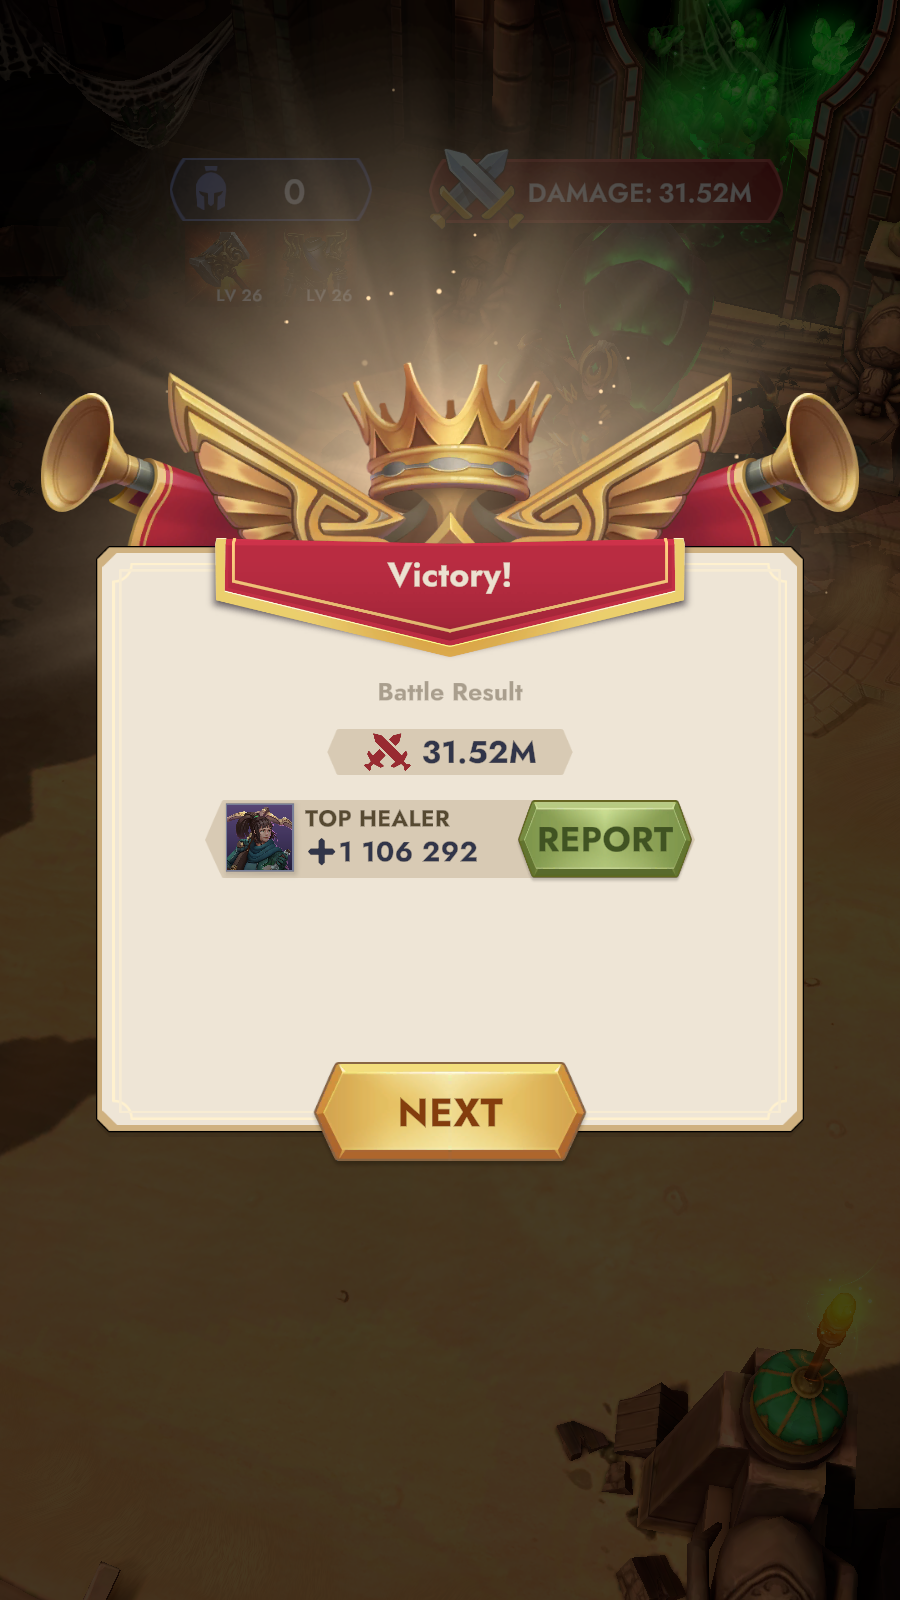 0
DAMAGE: 31.52M
LV 26
LV 26
Victory!
Battle Result
31.52M
TOP HEALER
+1 106 292
REPORT
NEXT